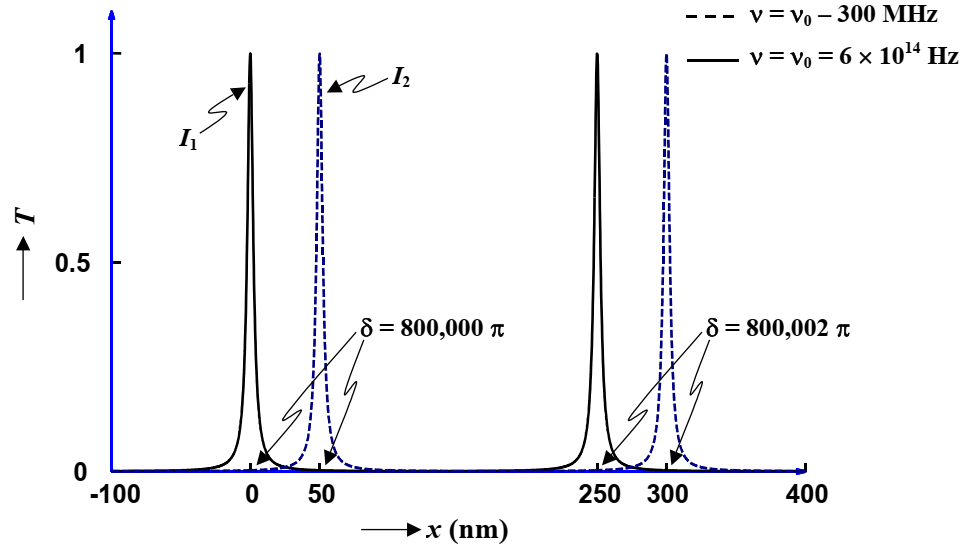 ν = ν₀ – 300 MHz
ν = ν₀ = 6 × 10¹⁴ Hz
1
I₂
I₁
T
0.5
δ = 800,000 π
δ = 800,002 π
0
-100 0 50 250 300 400
x (nm)